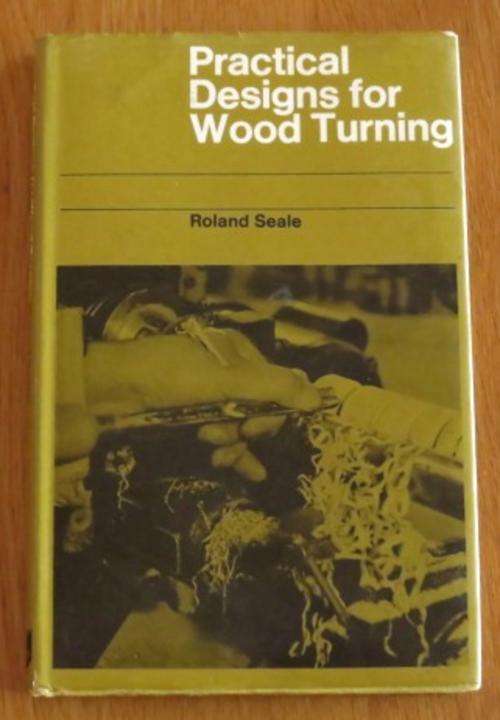 Practical
Designs for
Wood Turning
Roland Seale